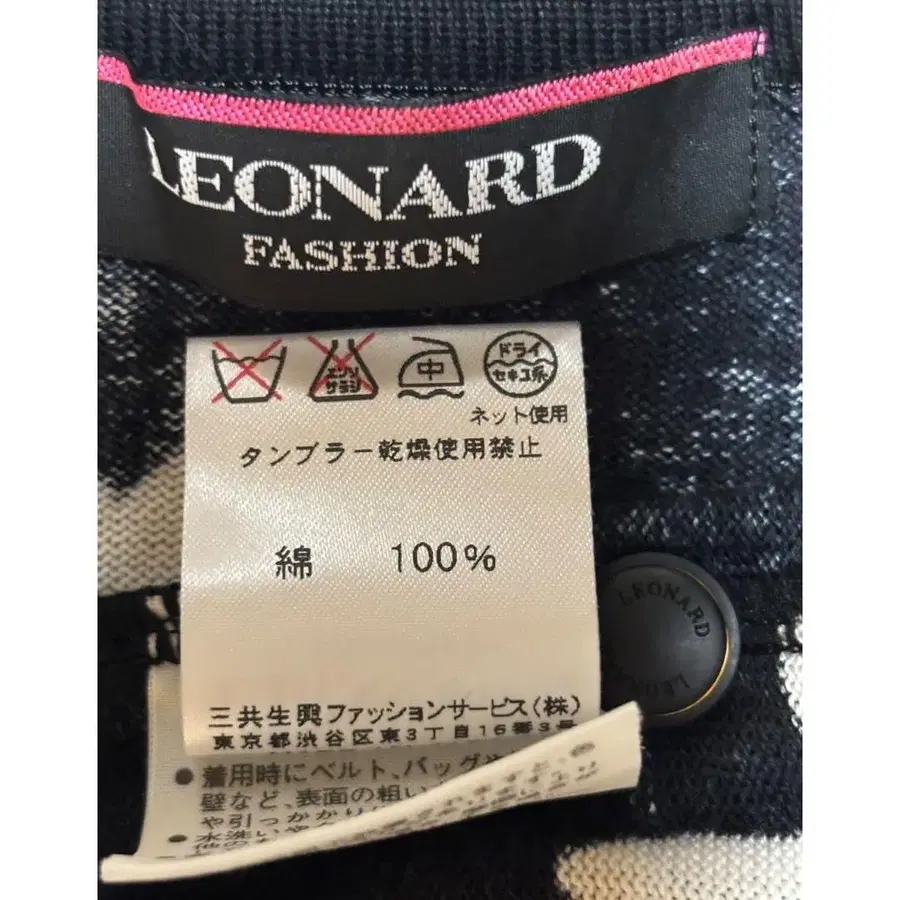 LEONARD
FASHION
エンソ
サラシ
中
ドライ
セキユ系
ネット使用
タンブラー乾燥使用禁止
綿 100%
LEONARD
三共生興ファッションサービス(株)
東京都渋谷区東3丁目16番3号
●着用時にベルト、バッグや
壁など、表面の粗い
や引っかかり
●水洗いや